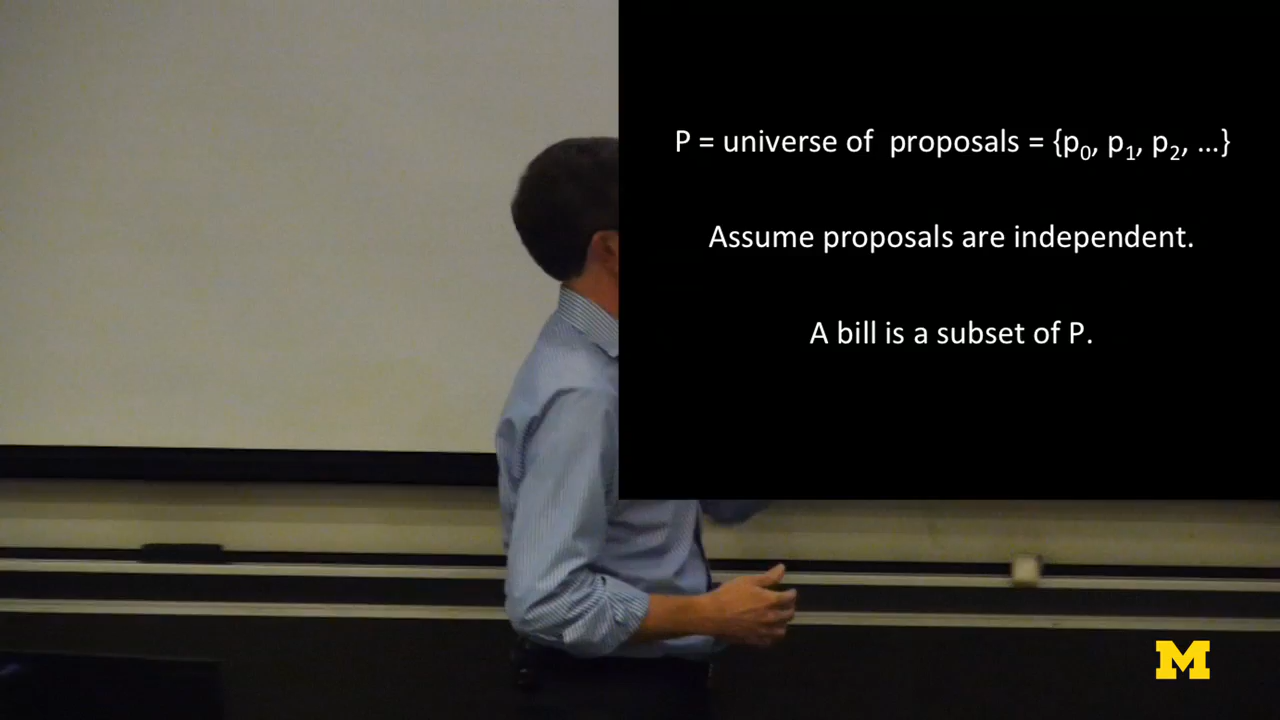 P = universe of  proposals = {p₀, p₁, p₂, …}
Assume proposals are independent.
A bill is a subset of P.
M